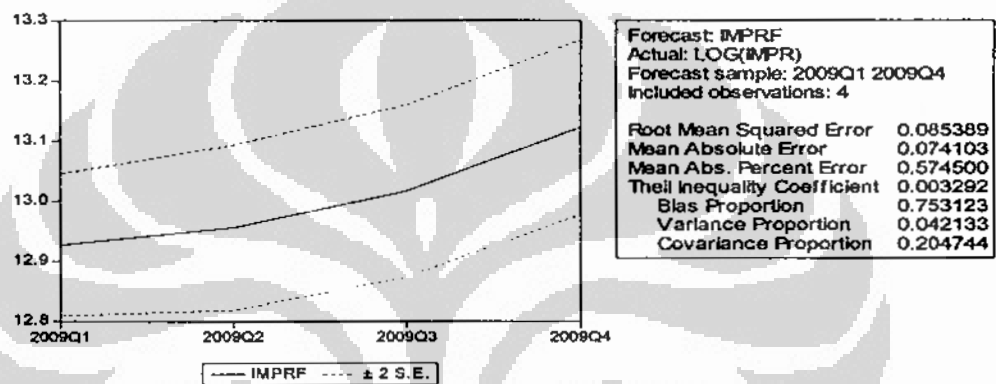 13.3
13.2
13.1
13.0
12.9
12.8
2009Q1 2009Q2 2009Q3 2009Q4
IMPRF ± 2 S.E.
Forecast: IMPRF
Actual: LOG(IMPR)
Forecast sample: 2009Q1 2009Q4
Included observations: 4
Root Mean Squared Error 0.085389
Mean Absolute Error 0.074103
Mean Abs. Percent Error 0.574500
Theil Inequality Coefficient 0.003292
Bias Proportion 0.753123
Variance Proportion 0.042133
Covariance Proportion 0.204744